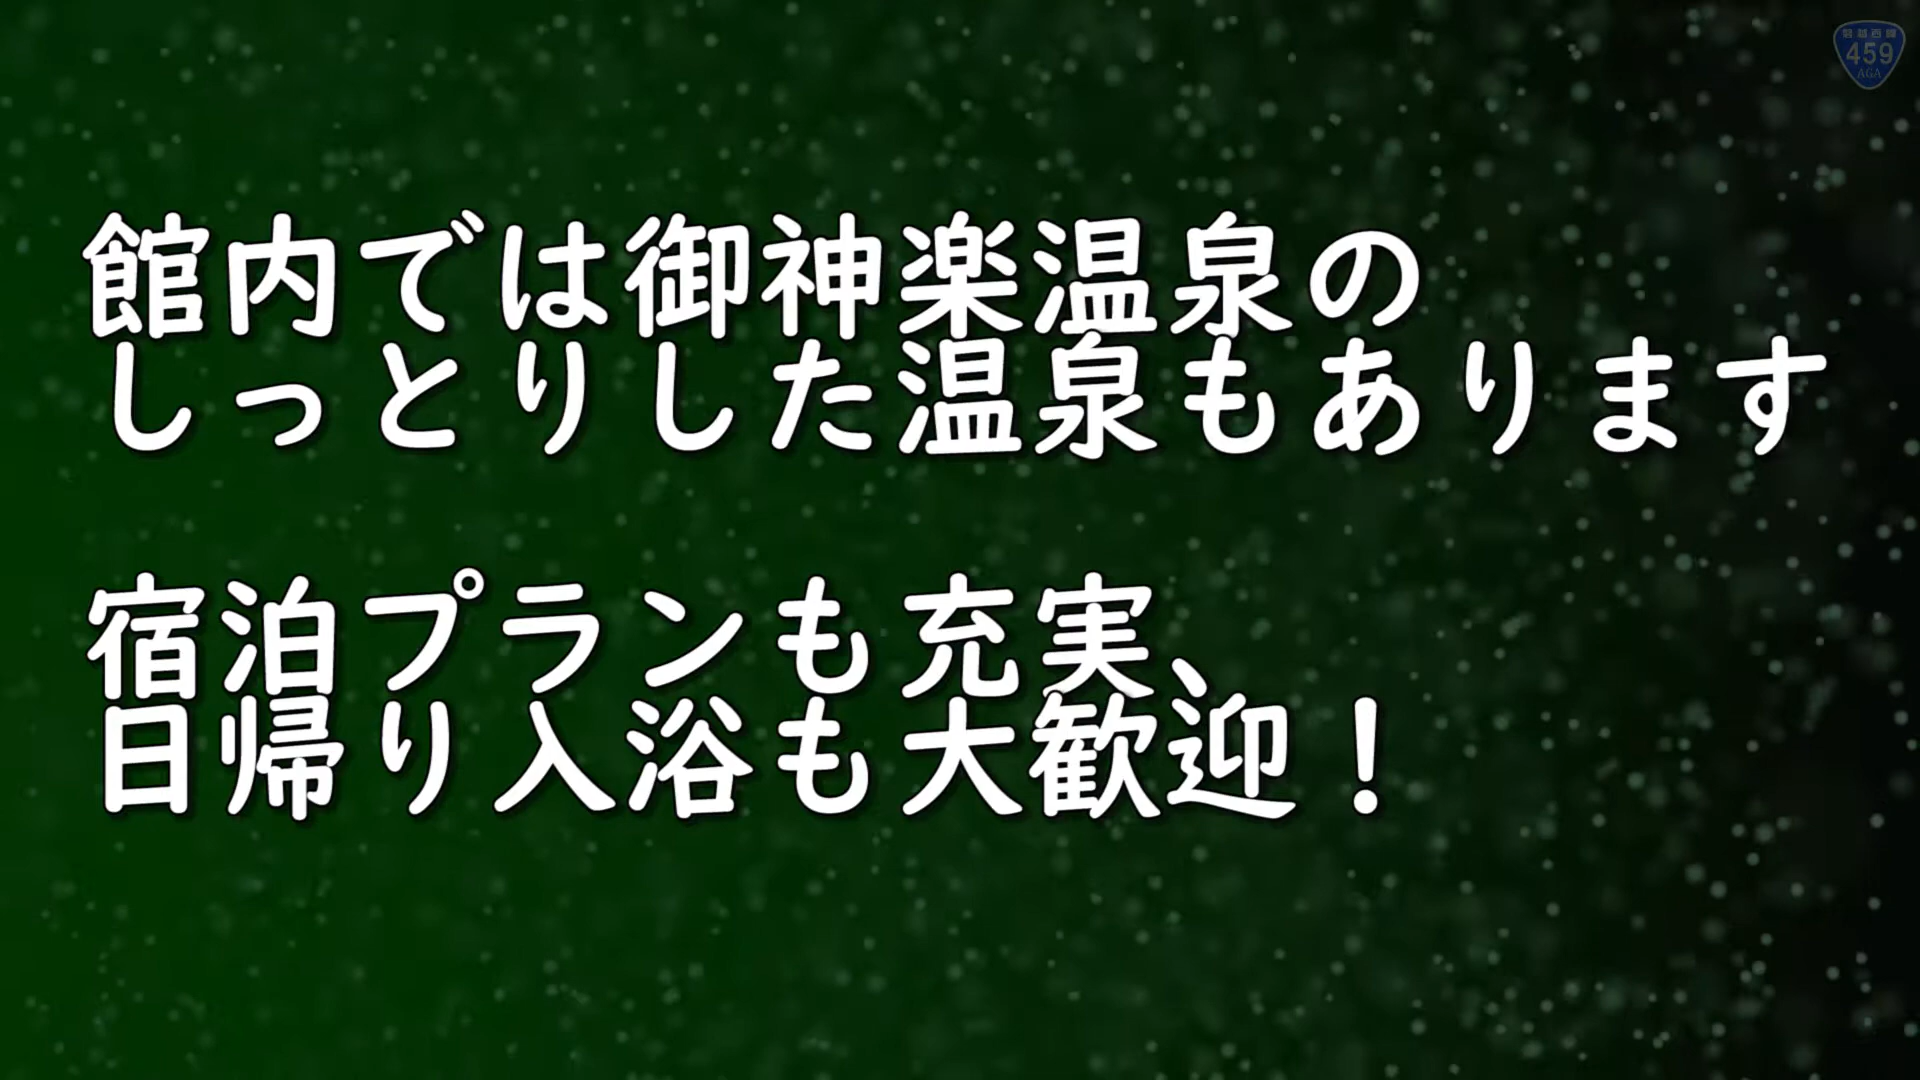 館内では御神楽温泉の
しっとりした温泉もあります
宿泊プランも充実、
日帰り入浴も大歓迎！
459
AGA